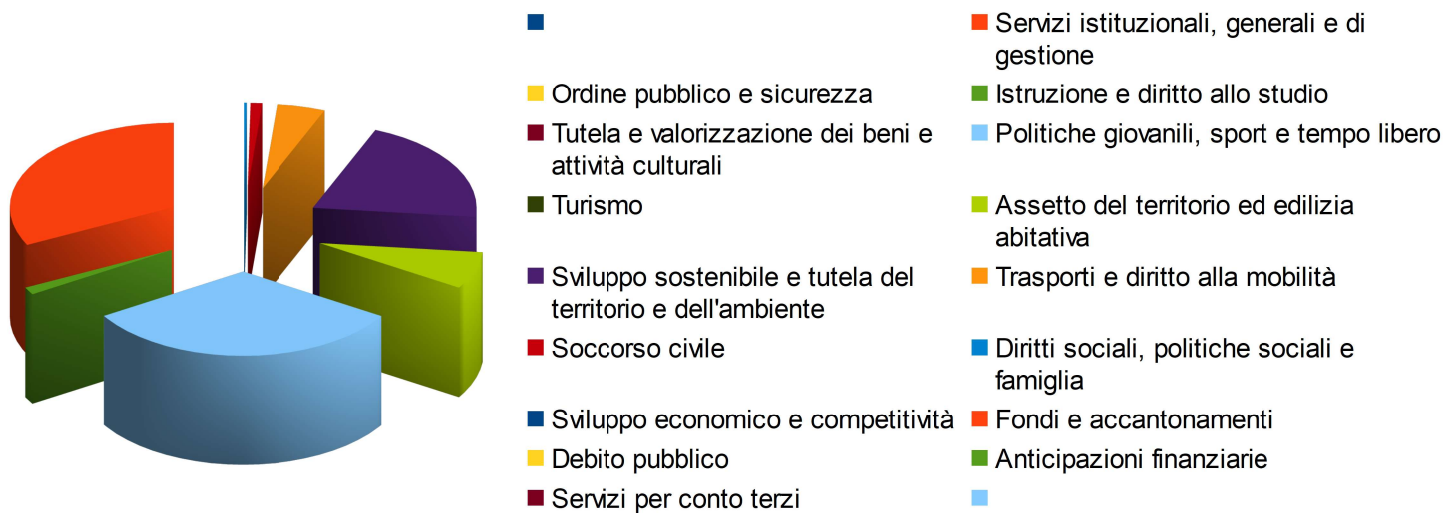 Servizi istituzionali, generali e di
gestione
Ordine pubblico e sicurezza
Istruzione e diritto allo studio
Tutela e valorizzazione dei beni e
attività culturali
Politiche giovanili, sport e tempo libero
Turismo
Assetto del territorio ed edilizia
abitativa
Sviluppo sostenibile e tutela del
territorio e dell'ambiente
Trasporti e diritto alla mobilità
Soccorso civile
Diritti sociali, politiche sociali e
famiglia
Sviluppo economico e competitività
Fondi e accantonamenti
Debito pubblico
Anticipazioni finanziarie
Servizi per conto terzi